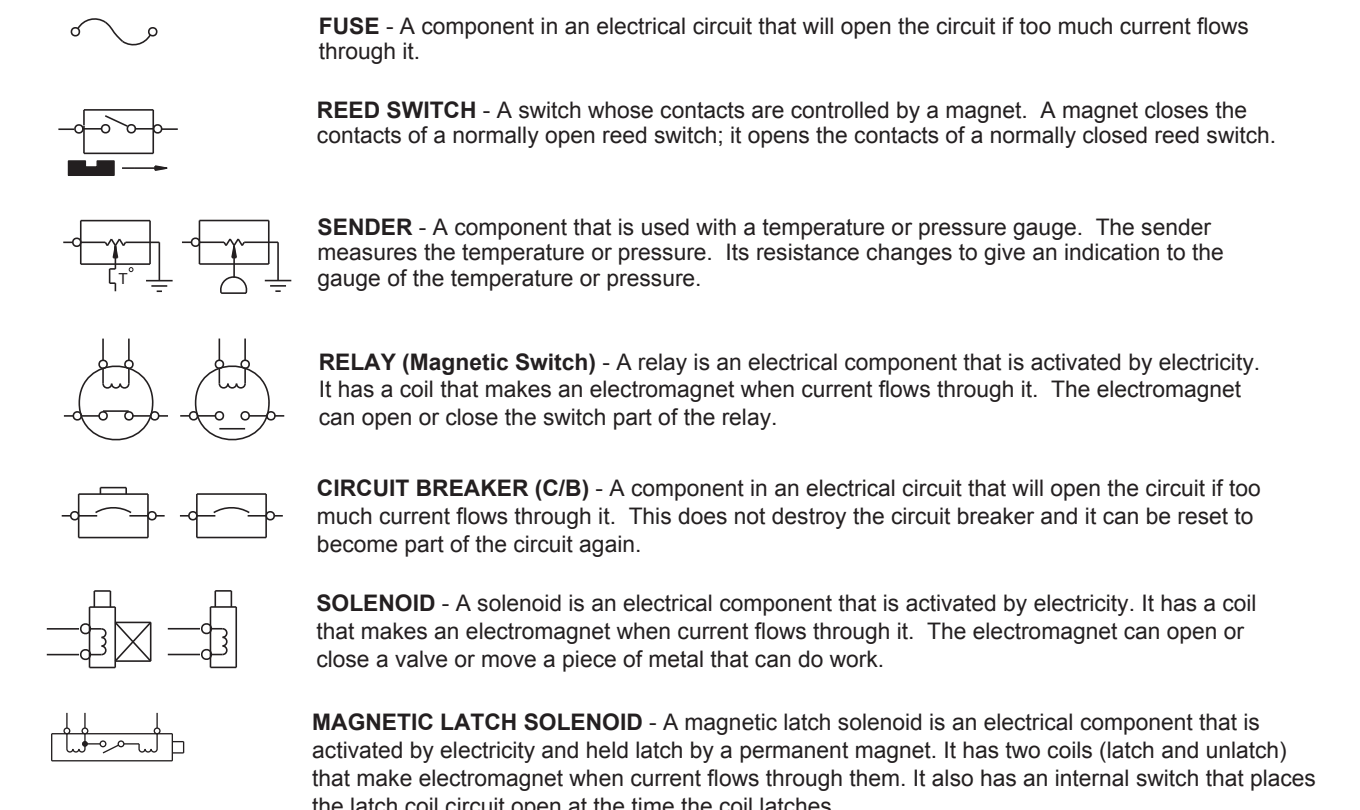 FUSE - A component in an electrical circuit that will open the circuit if too much current flows
through it.
REED SWITCH - A switch whose contacts are controlled by a magnet.  A magnet closes the
contacts of a normally open reed switch; it opens the contacts of a normally closed reed switch.
SENDER - A component that is used with a temperature or pressure gauge.  The sender
measures the temperature or pressure.  Its resistance changes to give an indication to the
gauge of the temperature or pressure.
T°
RELAY (Magnetic Switch) - A relay is an electrical component that is activated by electricity.
It has a coil that makes an electromagnet when current flows through it.  The electromagnet
can open or close the switch part of the relay.
CIRCUIT BREAKER (C/B) - A component in an electrical circuit that will open the circuit if too
much current flows through it.  This does not destroy the circuit breaker and it can be reset to
become part of the circuit again.
SOLENOID - A solenoid is an electrical component that is activated by electricity. It has a coil
that makes an electromagnet when current flows through it.  The electromagnet can open or
close a valve or move a piece of metal that can do work.
MAGNETIC LATCH SOLENOID - A magnetic latch solenoid is an electrical component that is
activated by electricity and held latch by a permanent magnet. It has two coils (latch and unlatch)
that make electromagnet when current flows through them. It also has an internal switch that places
the latch coil circuit open at the time the coil latches